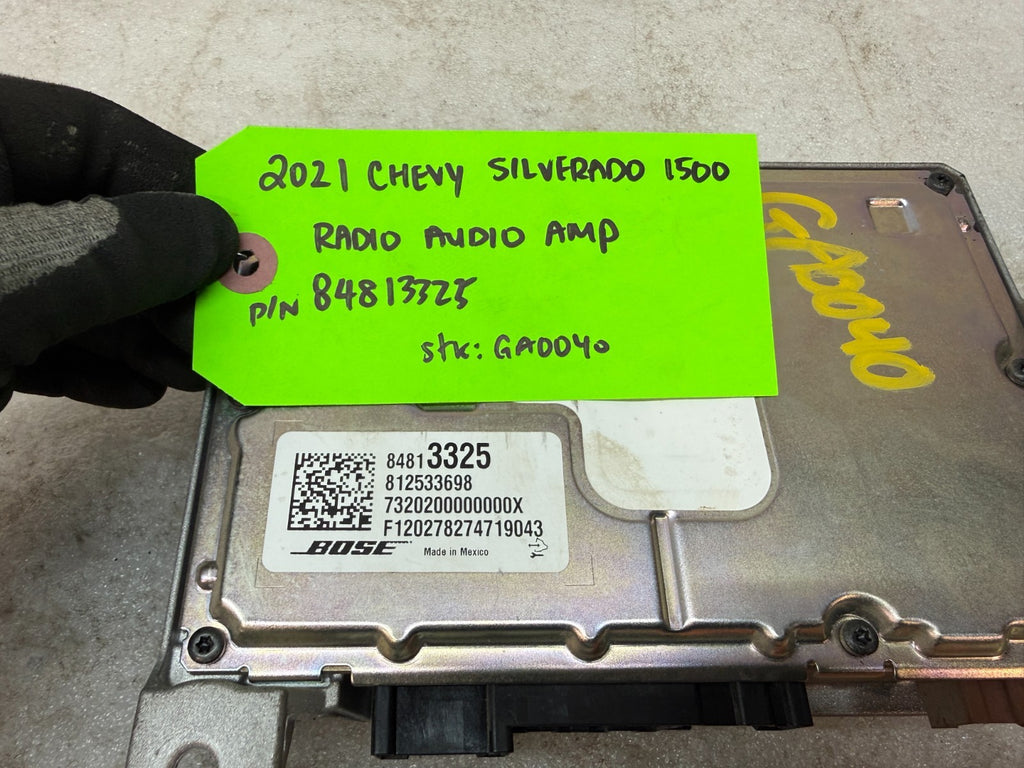 2021 CHEVY SILVERADO 1500
RADIO AUDIO AMP
P/N 84813325
stk: GA0040
GA0040
84813325
812533698
7320200000000X
F120278274719043
BOSE Made in Mexico